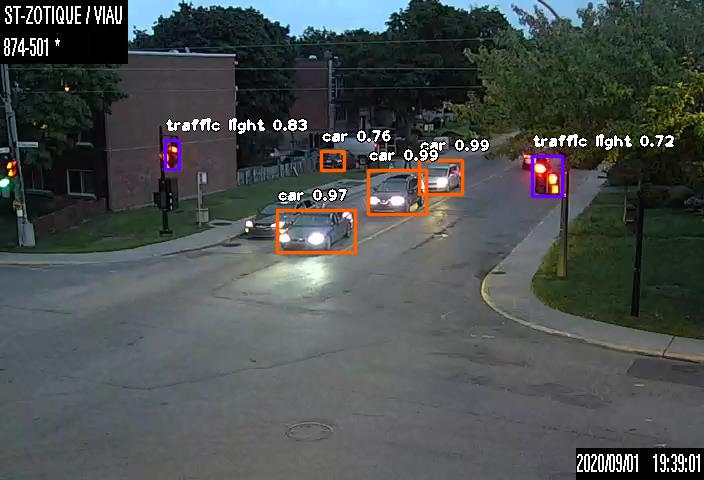 ST-ZOTIQUE / VIAU
874-501 *
traffic light 0.83
car 0.76
car 0.99
car 0.99
traffic light 0.72
car 0.97
2020/09/01 19:39:01